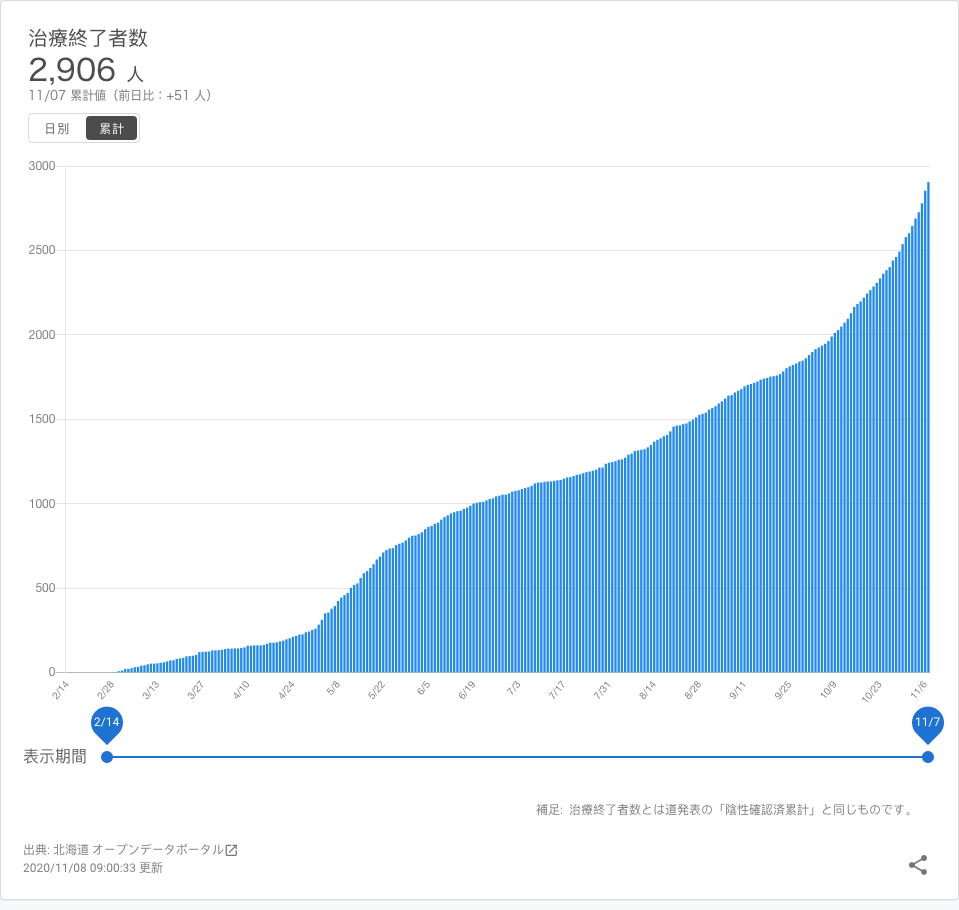 治療終了者数
2,906 人
11/07 累計値（前日比：+51 人）
日別 累計
3000
2500
2000
1500
1000
500
0
2/14 2/28 3/13 3/27 4/10 4/24 5/8 5/22 6/5 6/19 7/3 7/17 7/31 8/14 8/28 9/11 9/25 10/9 10/23 11/6
2/14 11/7
表示期間
補足: 治療終了者数とは道発表の「陰性確認済累計」と同じものです。
出典: 北海道 オープンデータポータル
2020/11/08 09:00:33 更新